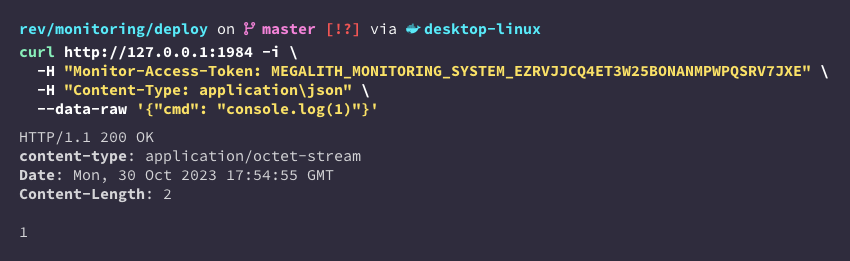 rev/monitoring/deploy on master [!?] via desktop-linux
curl http://127.0.0.1:1984 -i \
-H "Monitor-Access-Token: MEGALITH_MONITORING_SYSTEM_EZRVJJCQ4ET3W25BONANMPWPQSRV7JXE" \
-H "Content-Type: application\json" \
--data-raw '{"cmd": "console.log(1)"}'
HTTP/1.1 200 OK
content-type: application/octet-stream
Date: Mon, 30 Oct 2023 17:54:55 GMT
Content-Length: 2
1